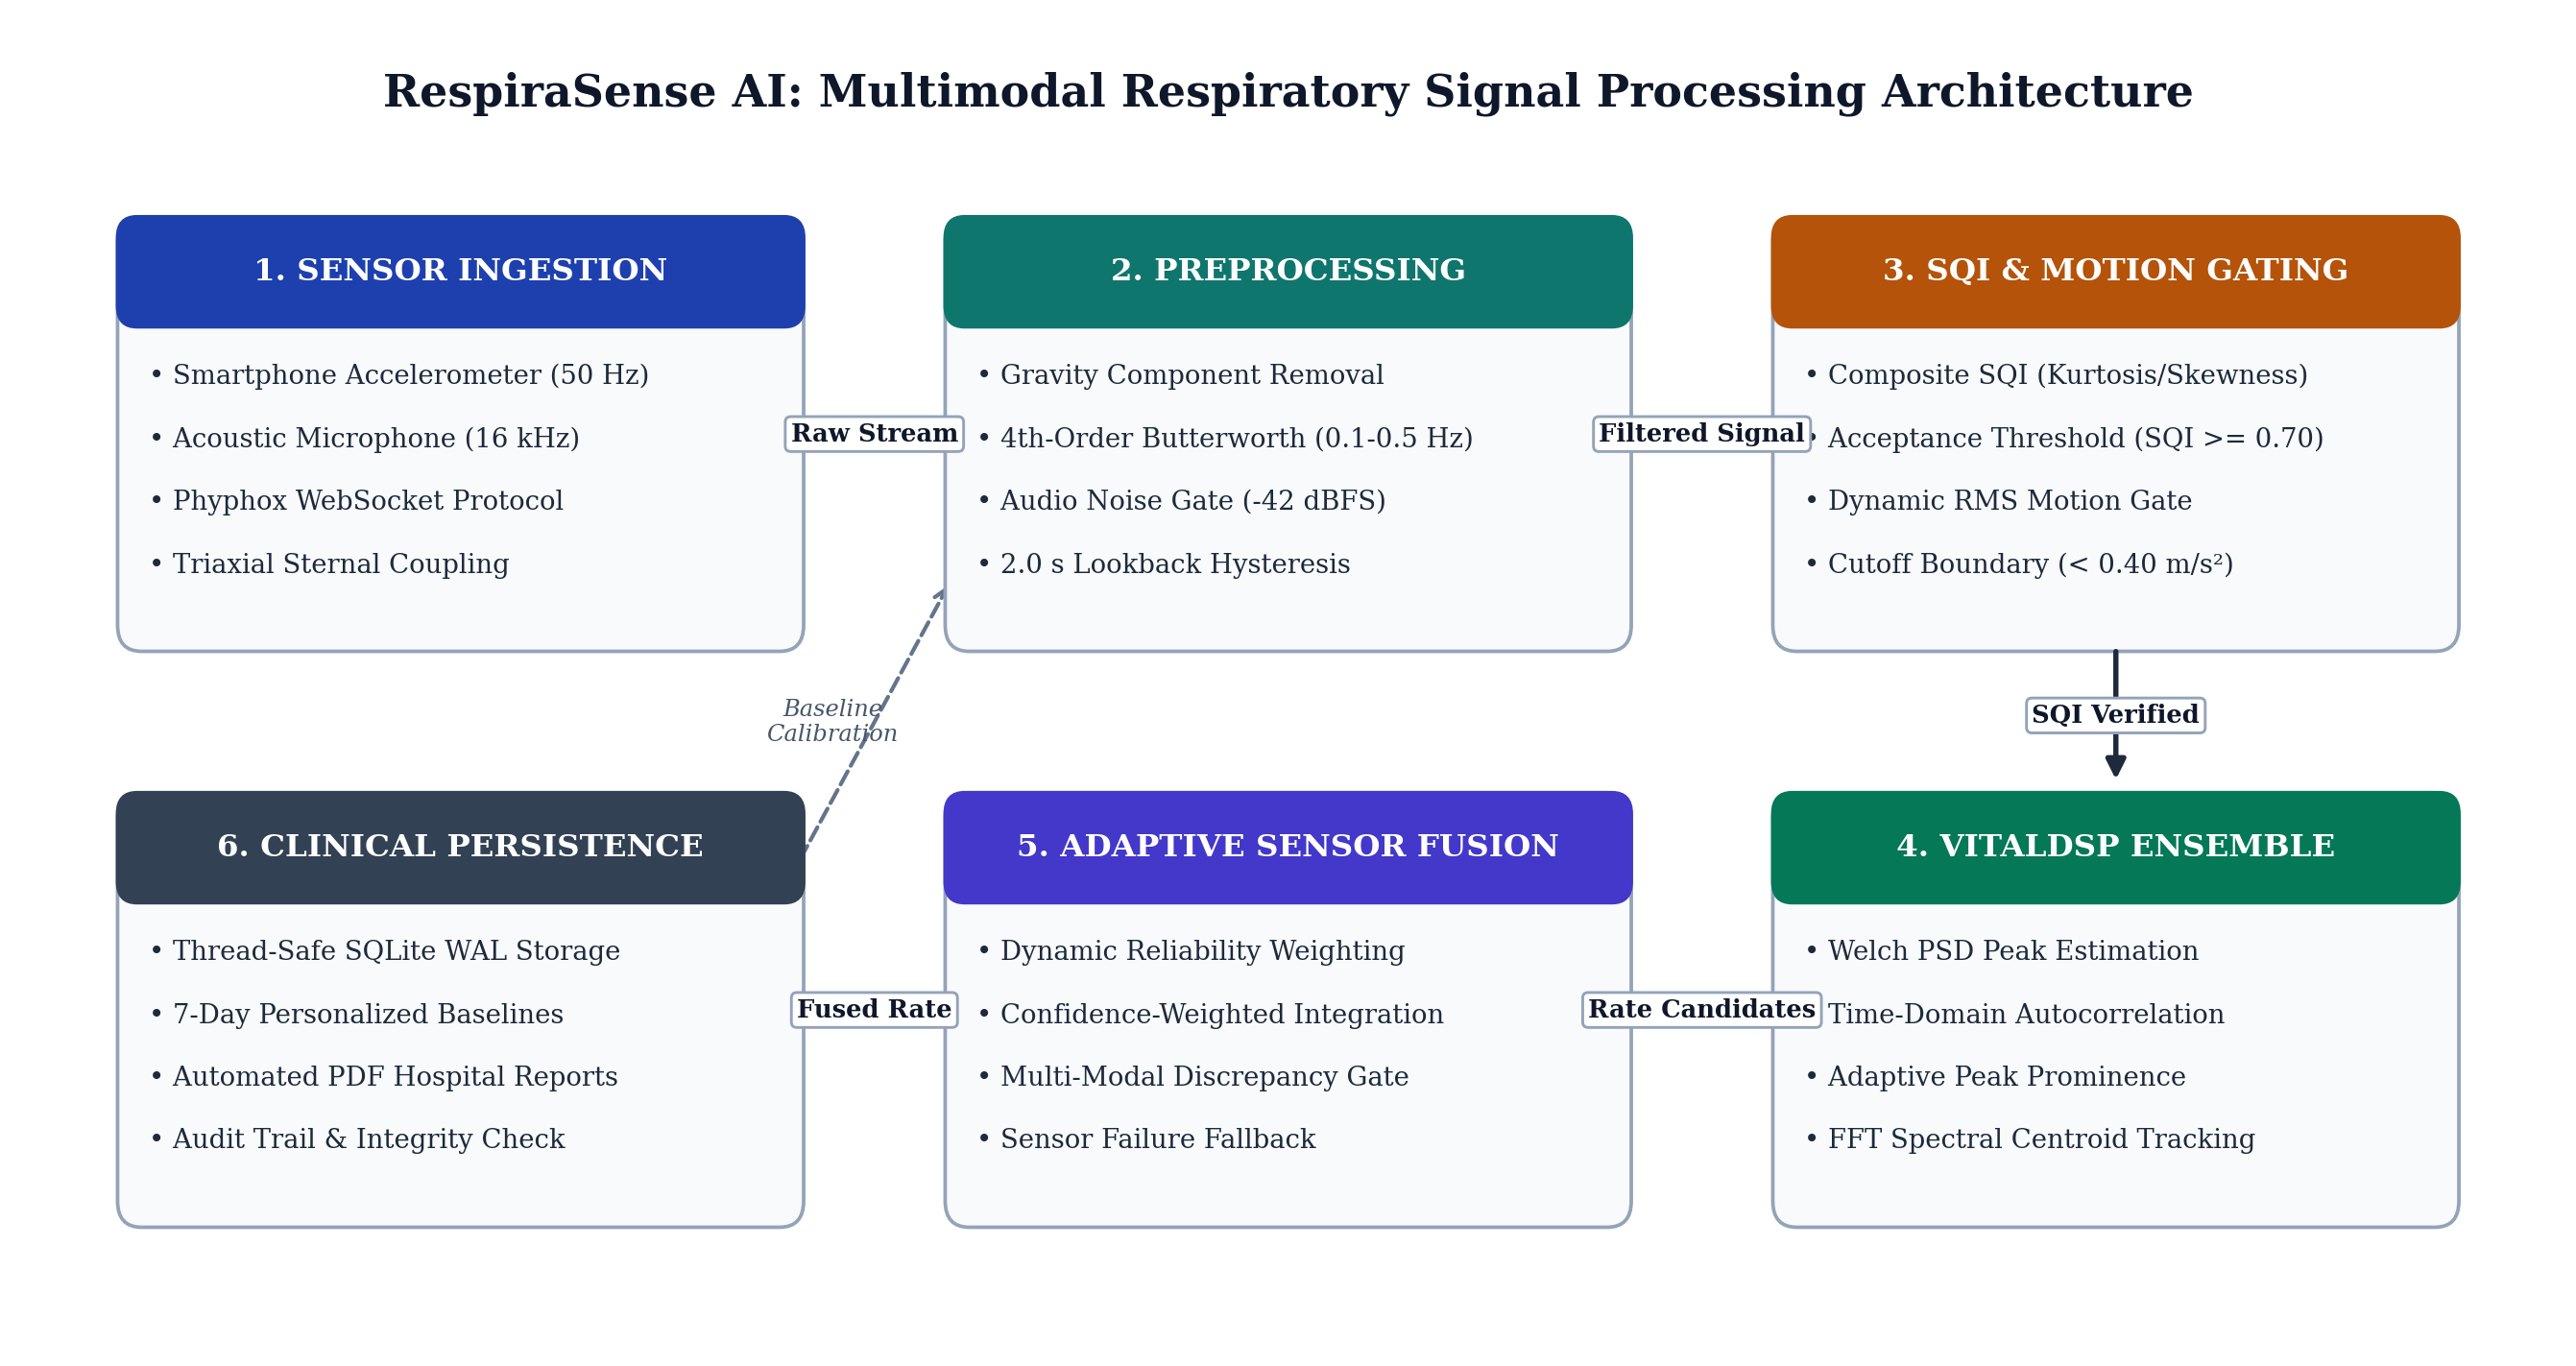 RespiraSense AI: Multimodal Respiratory Signal Processing Architecture
1. SENSOR INGESTION
• Smartphone Accelerometer (50 Hz)
• Acoustic Microphone (16 kHz)
• Phyphox WebSocket Protocol
• Triaxial Sternal Coupling
Raw Stream
2. PREPROCESSING
• Gravity Component Removal
• 4th-Order Butterworth (0.1-0.5 Hz)
• Audio Noise Gate (-42 dBFS)
• 2.0 s Lookback Hysteresis
Filtered Signal
3. SQI & MOTION GATING
• Composite SQI (Kurtosis/Skewness)
• Acceptance Threshold (SQI >= 0.70)
• Dynamic RMS Motion Gate
• Cutoff Boundary (< 0.40 m/s²)
Baseline
Calibration
SQI Verified
6. CLINICAL PERSISTENCE
• Thread-Safe SQLite WAL Storage
• 7-Day Personalized Baselines
• Automated PDF Hospital Reports
• Audit Trail & Integrity Check
Fused Rate
5. ADAPTIVE SENSOR FUSION
• Dynamic Reliability Weighting
• Confidence-Weighted Integration
• Multi-Modal Discrepancy Gate
• Sensor Failure Fallback
Rate Candidates
4. VITALDSP ENSEMBLE
• Welch PSD Peak Estimation
Time-Domain Autocorrelation
• Adaptive Peak Prominence
• FFT Spectral Centroid Tracking